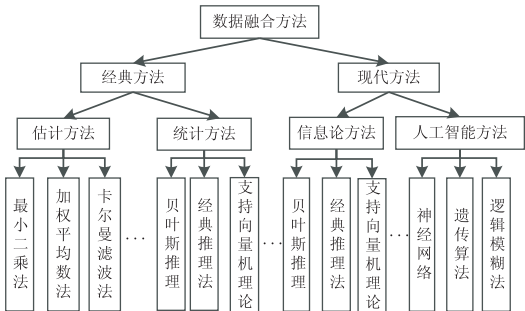 数据融合方法
经典方法
现代方法
估计方法
统计方法
信息论方法
人工智能方法
最小二乘法
加权平均数法
卡尔曼滤波法
...
贝叶斯推理
经典推理法
支持向量机理论
...
贝叶斯推理
经典推理法
支持向量机理论
...
神经网络
遗传算法
逻辑模糊法